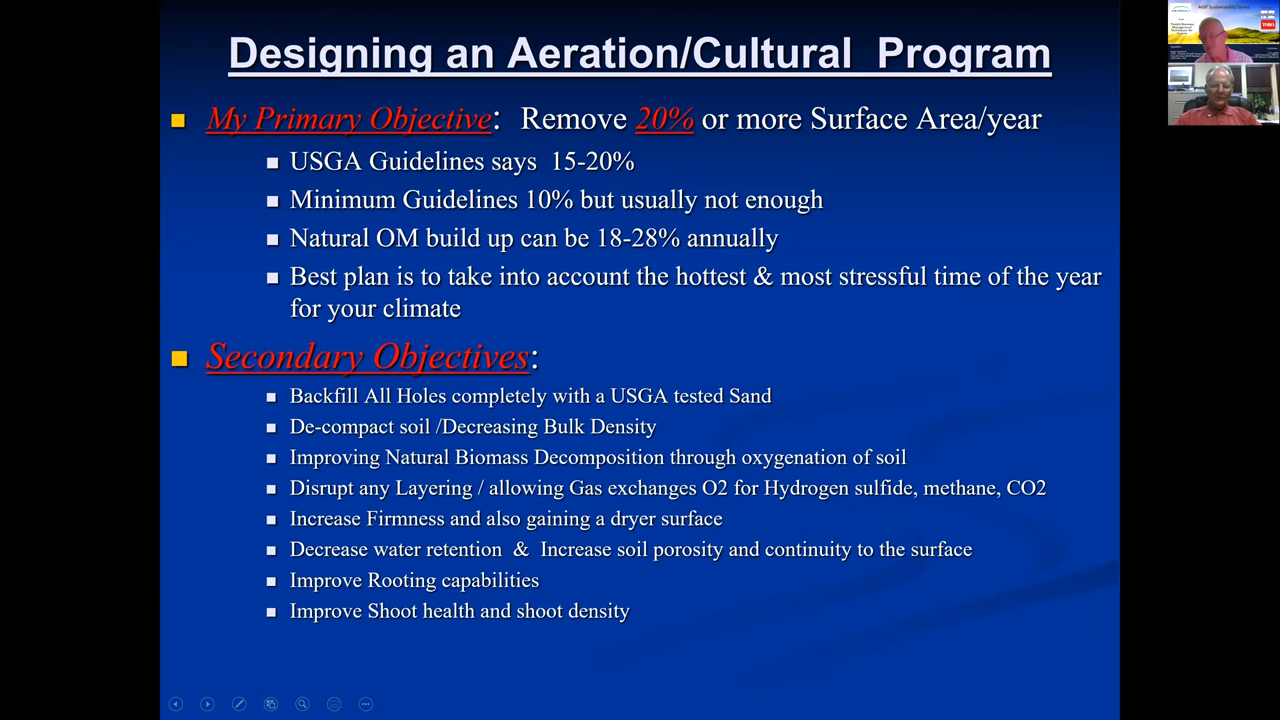 Designing an Aeration/Cultural Program
My Primary Objective: Remove 20% or more Surface Area/year
USGA Guidelines says 15-20%
Minimum Guidelines 10% but usually not enough
Natural OM build up can be 18-28% annually
Best plan is to take into account the hottest & most stressful time of the year
for your climate
Secondary Objectives:
Backfill All Holes completely with a USGA tested Sand
De-compact soil /Decreasing Bulk Density
Improving Natural Biomass Decomposition through oxygenation of soil
Disrupt any Layering / allowing Gas exchanges O2 for Hydrogen sulfide, methane, CO2
Increase Firmness and also gaining a dryer surface
Decrease water retention & Increase soil porosity and continuity to the surface
Improve Rooting capabilities
Improve Shoot health and shoot density
TORO